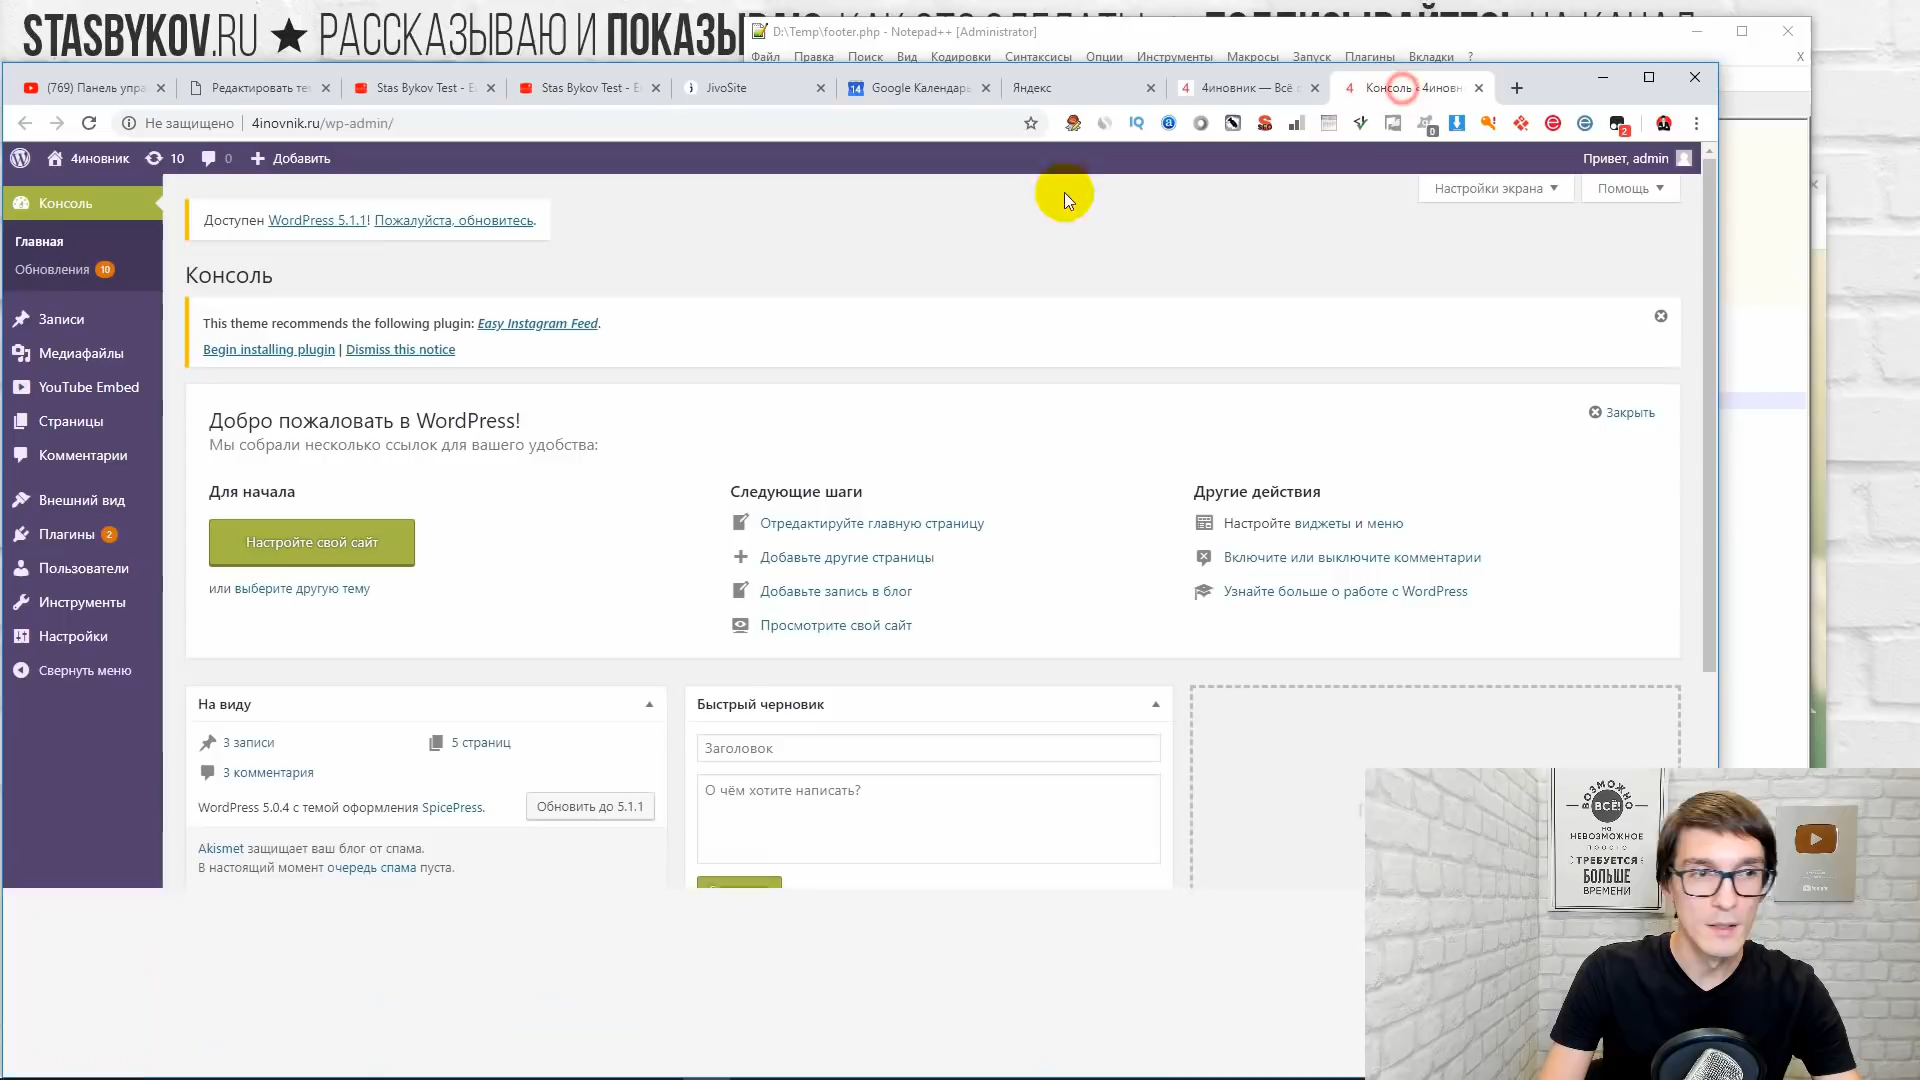 STASBYKOV.RU ★ РАССКАЗЫВАЮ И ПОКАЗЫ
D:\Temp\footer.php - Notepad++ [Administrator]
Файл Правка Поиск Вид Кодировки Синтаксисы Опции Инструменты Макросы Запуск Плагины Вкладки ? X
(769) Панель упра
Редактировать те
Stas Bykov Test - E
Stas Bykov Test - E
JivoSite
14 Google Календарь
Яндекс
4 4иновник — Всё
4 Консоль ‹ 4иновн
Не защищено
4inovnik.ru/wp-admin/
0
2
4иновник
10
0
Добавить
Привет, admin
Консоль
Главная
Обновления 10
Записи
Медиафайлы
YouTube Embed
Страницы
Комментарии
Внешний вид
Плагины 2
Пользователи
Инструменты
Настройки
Свернуть меню
Настройки экрана ▼
Помощь ▼
Доступен WordPress 5.1.1! Пожалуйста, обновитесь.
Консоль
This theme recommends the following plugin: Easy Instagram Feed.
Begin installing plugin | Dismiss this notice
Добро пожаловать в WordPress!
Мы собрали несколько ссылок для вашего удобства:
Закрыть
Для начала
Настройте свой сайт
или выберите другую тему
Следующие шаги
Отредактируйте главную страницу
Добавьте другие страницы
Добавьте запись в блог
Просмотрите свой сайт
Другие действия
Настройте виджеты и меню
Включите или выключите комментарии
Узнайте больше о работе с WordPress
На виду
3 записи
5 страниц
3 комментария
WordPress 5.0.4 с темой оформления SpicePress.
Обновить до 5.1.1
Akismet защищает ваш блог от спама.
В настоящий момент очередь спама пуста.
Быстрый черновик
Заголовок
О чём хотите написать?
ВОЗМОЖНО
ВСЁ!
НА
НЕВОЗМОЖНОЕ
ПРОСТО
ТРЕБУЕТСЯ
БОЛЬШЕ
ВРЕМЕНИ